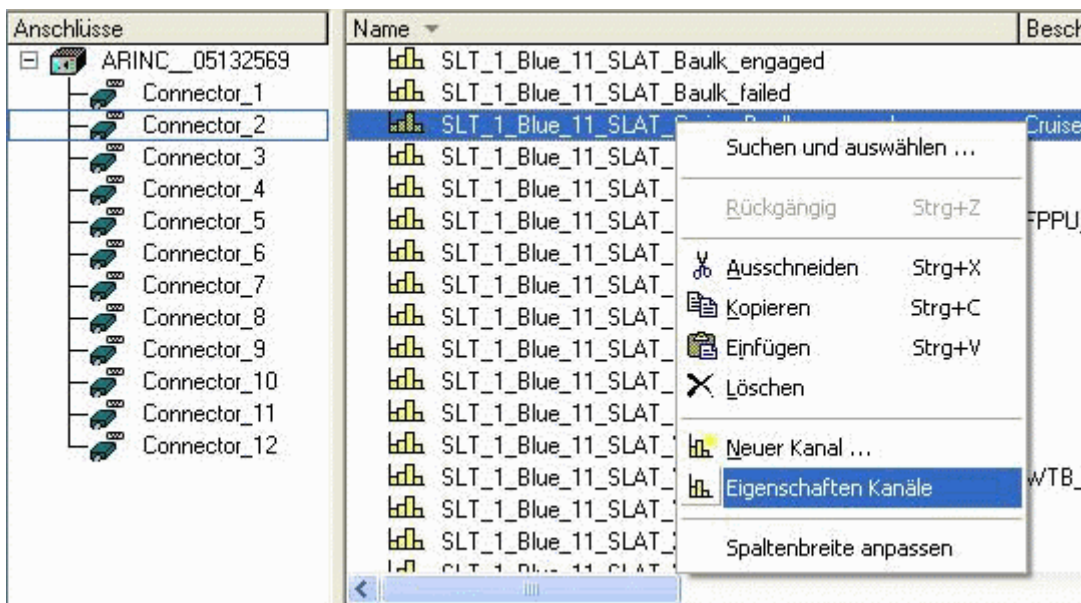 Anschlüsse
ARINC__05132569
Connector_1
Connector_2
Connector_3
Connector_4
Connector_5
Connector_6
Connector_7
Connector_8
Connector_9
Connector_10
Connector_11
Connector_12
Name Besch
SLT_1_Blue_11_SLAT_Baulk_engaged
SLT_1_Blue_11_SLAT_Baulk_failed
SLT_1_Blue_11_SLAT_ Cruise
SLT_1_Blue_11_SLAT_
SLT_1_Blue_11_SLAT_
SLT_1_Blue_11_SLAT_ FPPU_
SLT_1_Blue_11_SLAT_
SLT_1_Blue_11_SLAT_
SLT_1_Blue_11_SLAT_
SLT_1_Blue_11_SLAT_
SLT_1_Blue_11_SLAT_
SLT_1_Blue_11_SLAT_
SLT_1_Blue_11_SLAT_
SLT_1_Blue_11_SLAT_ WTB_
SLT_1_Blue_11_SLAT_
SLT_1_Blue_11_SLAT_
Suchen und auswählen ...
Rückgängig Strg+Z
Ausschneiden Strg+X
Kopieren Strg+C
Einfügen Strg+V
Löschen
Neuer Kanal ...
Eigenschaften Kanäle
Spaltenbreite anpassen